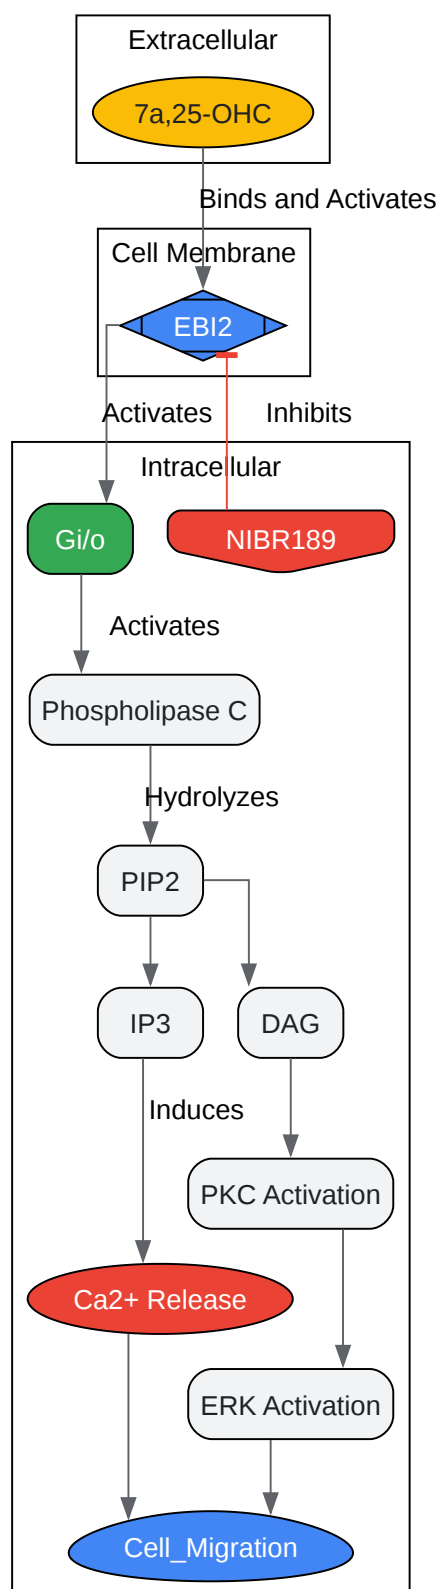 Extracellular
7a,25-OHC
Binds and Activates
Cell Membrane
EBI2
Activates
Inhibits
Intracellular
Gi/o
NIBR189
Activates
Phospholipase C
Hydrolyzes
PIP2
IP3
DAG
Induces
PKC Activation
Ca2+ Release
ERK Activation
Cell_Migration